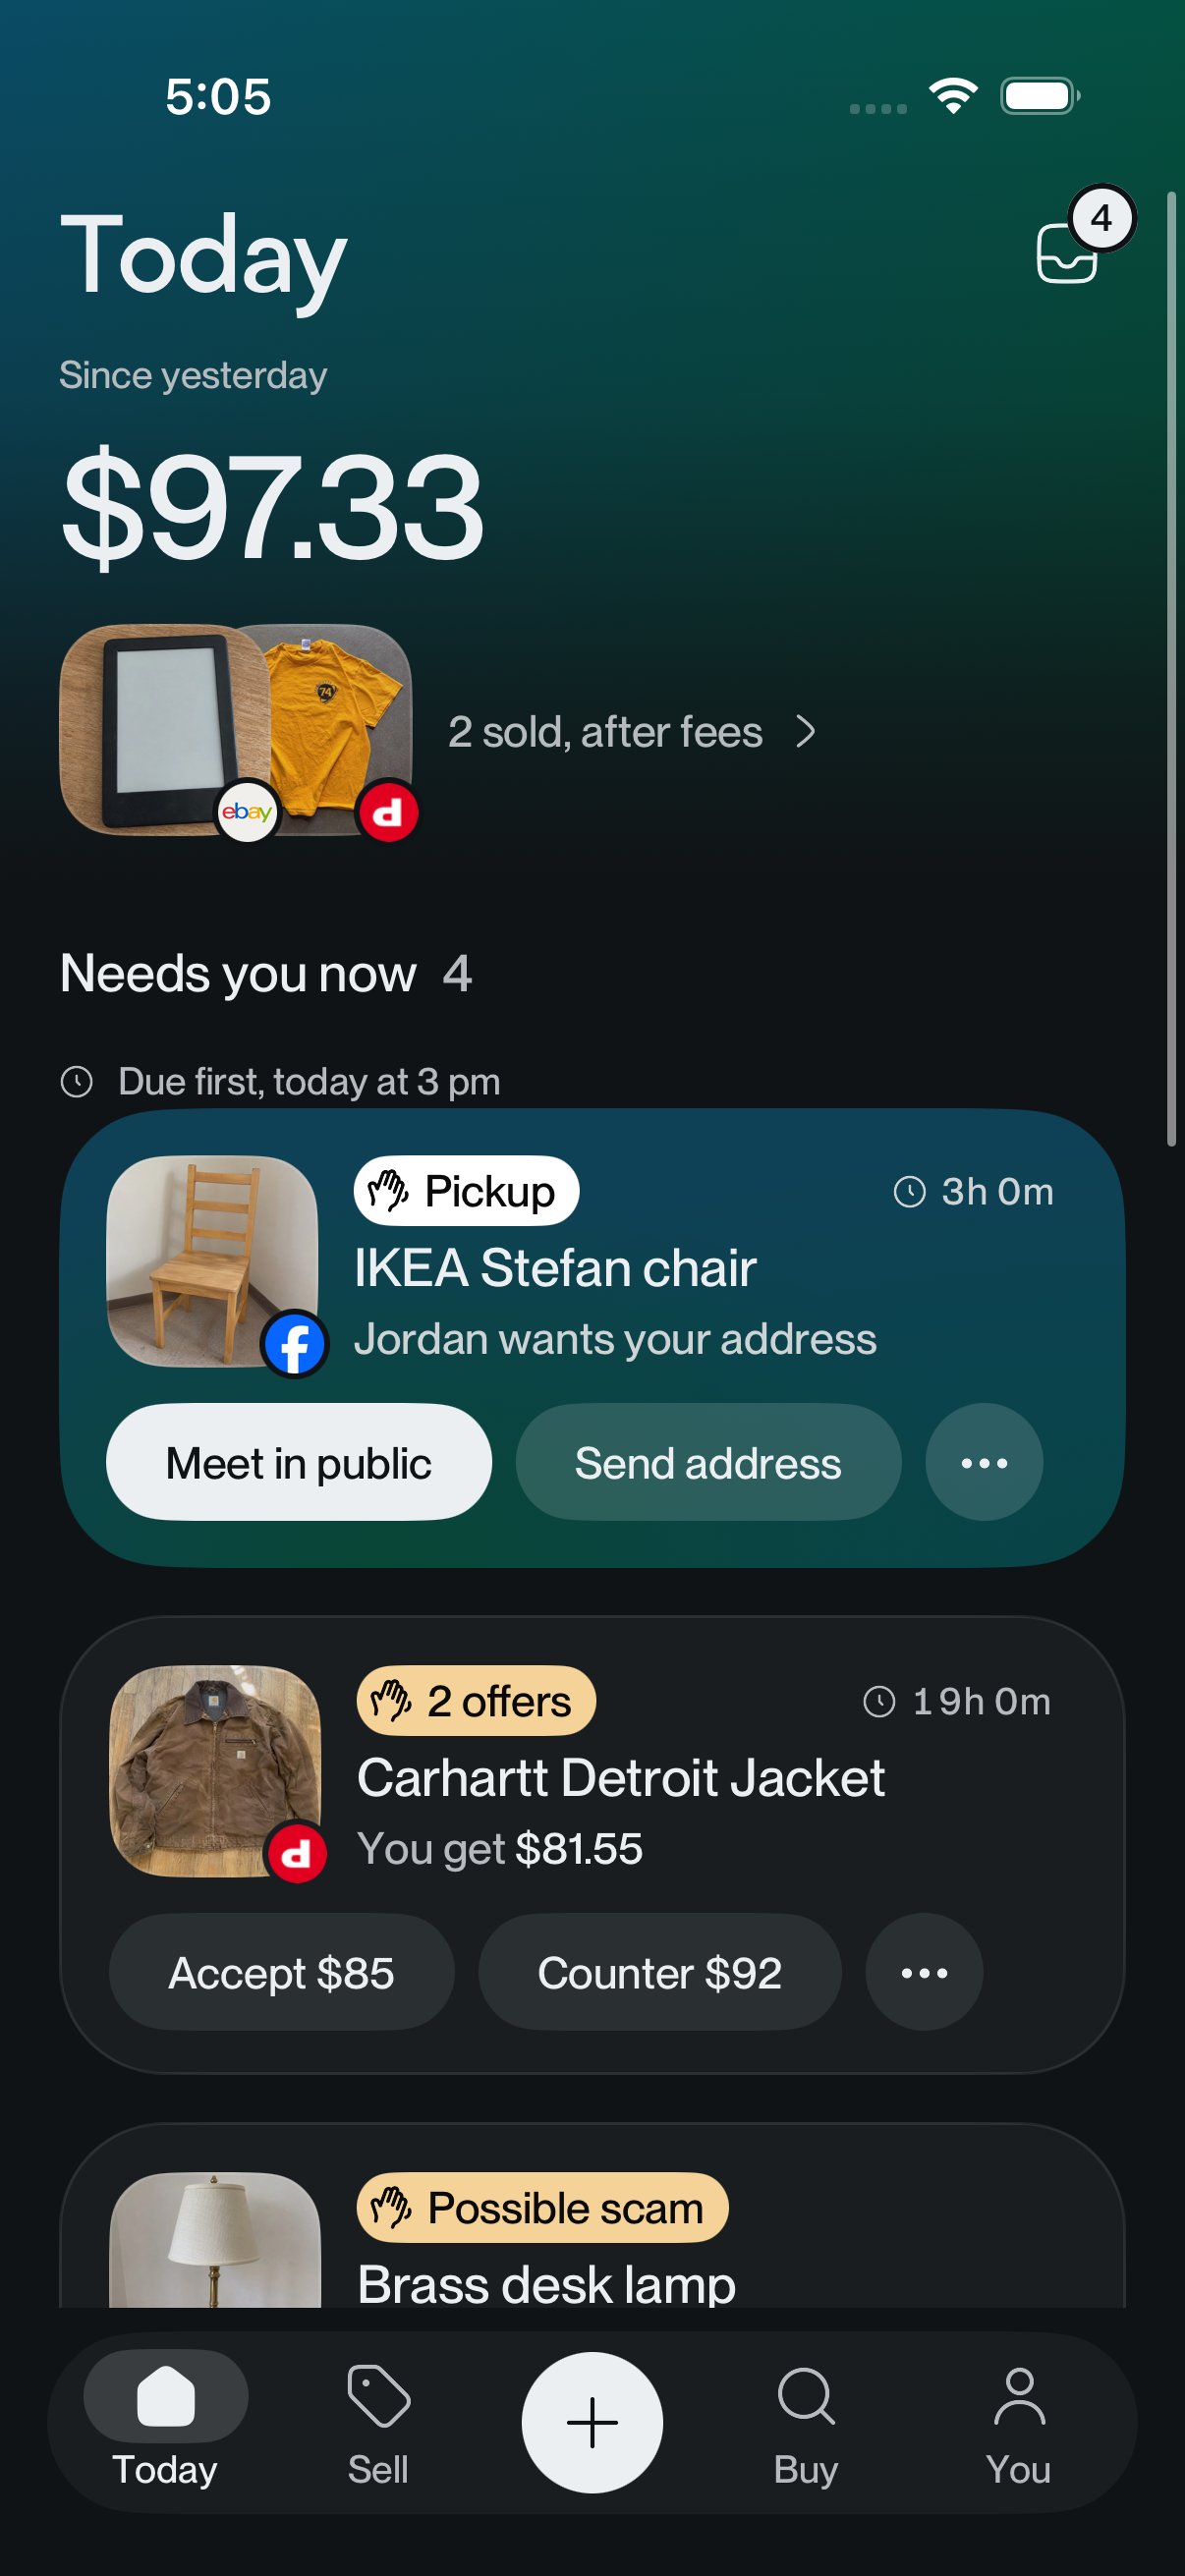 5:05
Today
4
Since yesterday
$97.33
74
ebay
2 sold, after fees
Needs you now 4
Due first, today at 3 pm
Pickup
3h 0m
IKEA Stefan chair
Jordan wants your address
Meet in public
Send address
2 offers
19h 0m
Carhartt Detroit Jacket
You get $81.55
Accept $85
Counter $92
Possible scam
Brass desk lamp
Today
Sell
Buy
You